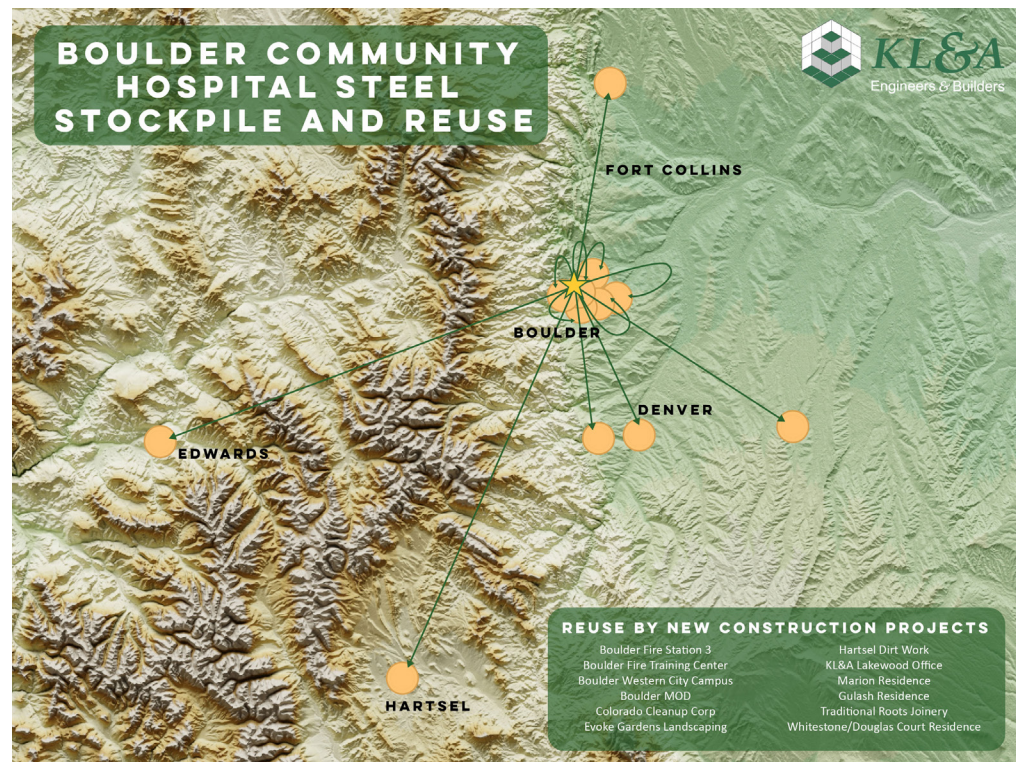 BOULDER COMMUNITY
HOSPITAL STEEL
STOCKPILE AND REUSE
KL&A
Engineers & Builders
FORT COLLINS
BOULDER
DENVER
EDWARDS
HARTSEL
REUSE BY NEW CONSTRUCTION PROJECTS
Boulder Fire Station 3
Boulder Fire Training Center
Boulder Western City Campus
Boulder MOD
Colorado Cleanup Corp
Evoke Gardens Landscaping
Hartsel Dirt Work
KL&A Lakewood Office
Marion Residence
Gulash Residence
Traditional Roots Joinery
Whitestone/Douglas Court Residence